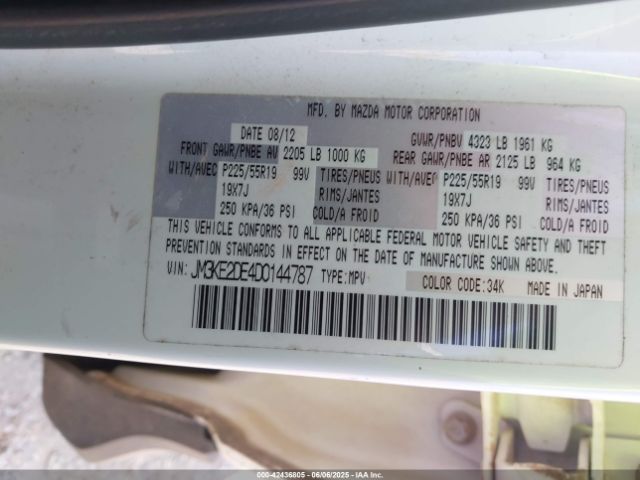 MFD. BY MAZDA MOTOR CORPORATION
DATE 08/12 GVWR/PNBV 4323 LB 1961 KG
FRONT GAWR/PNBE AV 2205 LB 1000 KG REAR GAWR/PNBE AR 2125 LB 964 KG
WITH/AVEC P225/55R19 99V TIRES/PNEUS WITH/AVEC P225/55R19 99V TIRES/PNEUS
19X7J RIMS/JANTES 19X7J RIMS/JANTES
250 KPA/36 PSI COLD/A FROID 250 KPA/36 PSI COLD/A FROID
THIS VEHICLE CONFORMS TO ALL APPLICABLE FEDERAL MOTOR VEHICLE SAFETY AND THEFT
PREVENTION STANDARDS IN EFFECT ON THE DATE OF MANUFACTURE SHOWN ABOVE.
VIN: JM3KE2DE4D0144787 TYPE:MPV COLOR CODE:34K MADE IN JAPAN
000-42436805 - 06/06/2025 - IAAI.com